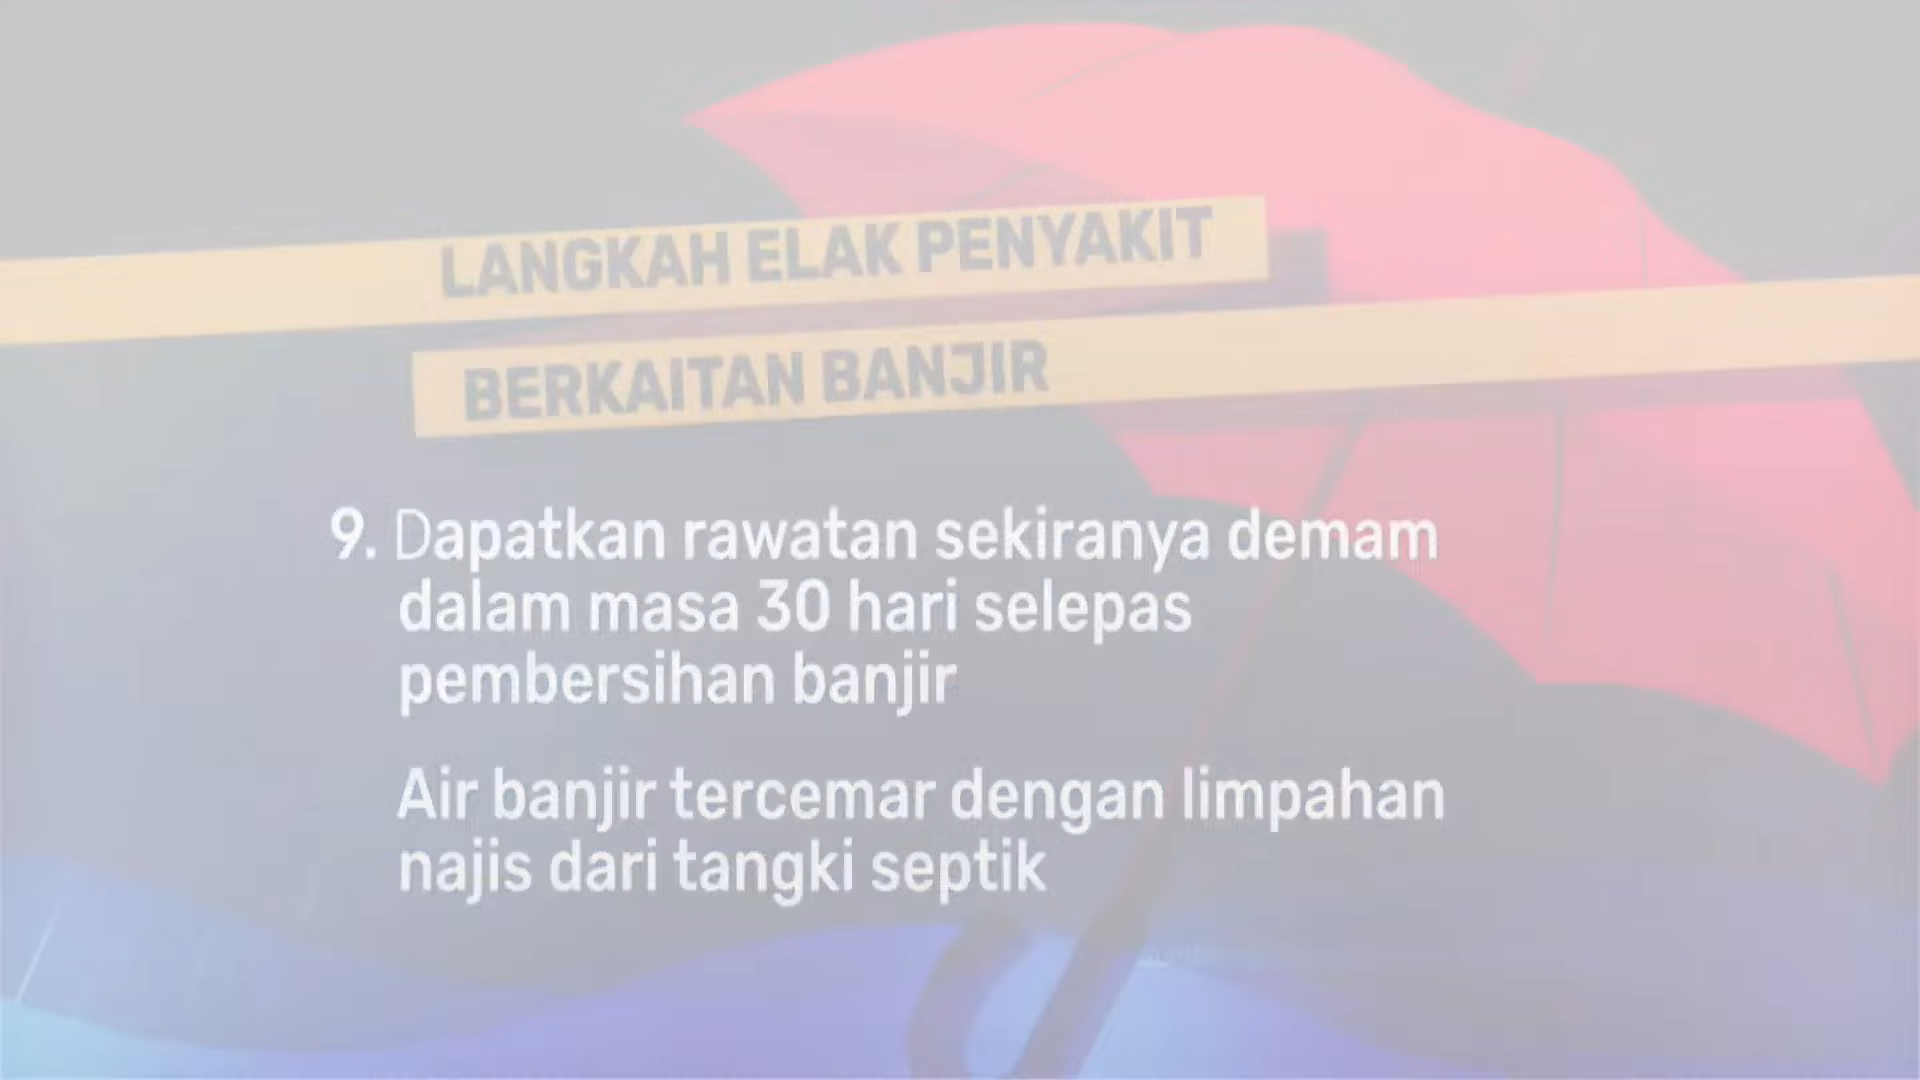 LANGKAH ELAK PENYAKIT
BERKAITAN BANJIR
9. Dapatkan rawatan sekiranya demam
dalam masa 30 hari selepas
pembersihan banjir
Air banjir tercemar dengan limpahan
najis dari tangki septik